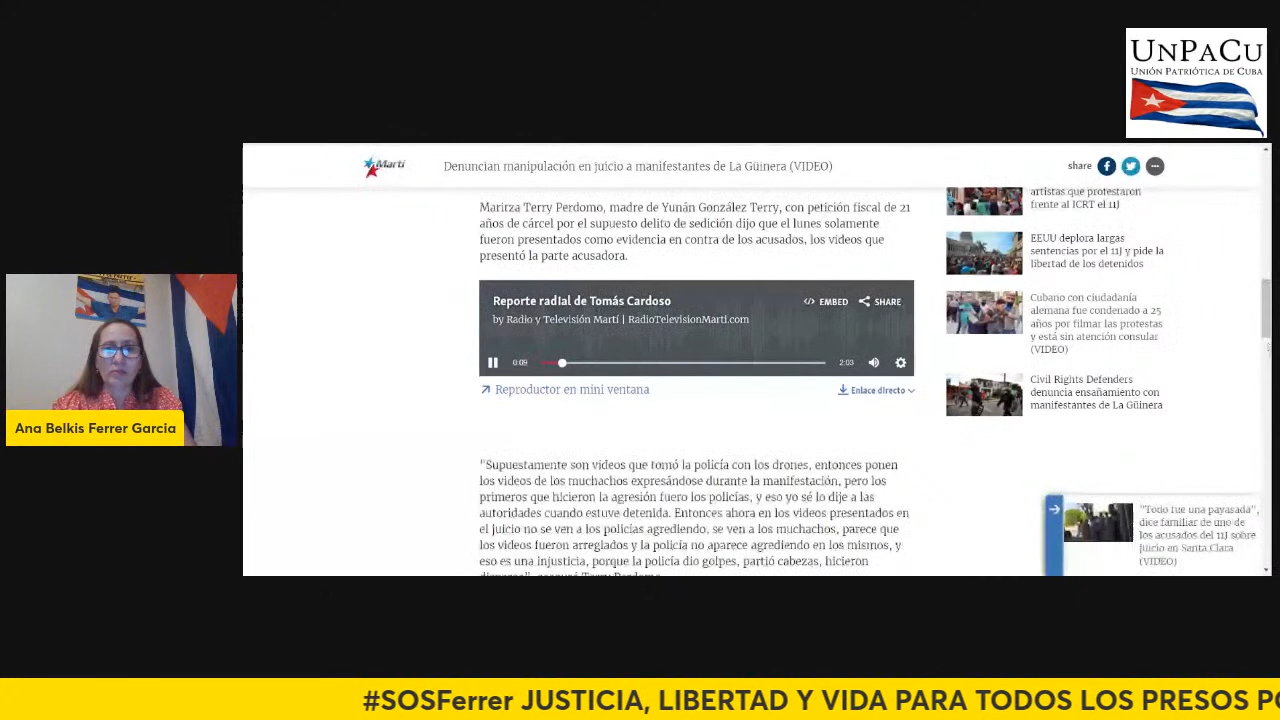 UNPACU
UNIÓN PATRIÓTICA DE CUBA
Martí
Denuncian manipulación en juicio a manifestantes de La Güinera (VIDEO)
share
Marirza Terry Perdomo, madre de Yunán González Terry, con petición fiscal de 21
años de cárcel por el supuesto delito de sedición dijo que el lunes solamente
fueron presentados como evidencia en contra de los acusados, los videos que
presentó la parte acusadora.
Reporte radIal de Tomás Cardoso
EMBED
SHARE
by Radio y Televisión Martí | RadioTelevisionMarti.com
0:09
2:03
Reproductor en mini ventana
Enlace directo
"Supuestamente son videos que tomó la policía con los drones, entonces ponen
los videos de los muchachos expresándose durante la manifestación, pero los
primeros que hicieron la agresión fuero los policías, y eso yo sé lo dije a las
autoridades cuando estuve detenida. Entonces ahora en los videos presentados en
el juicio no se ven a los policías agrediendo, se ven a los muchachos, parece que
los videos fueron arreglados y la policía no aparece agrediendo en los mismos, y
eso es una injusticia, porque la policía dio golpes, partió cabezas, hicieron
artistas que protestaron
frente al ICRT el 11J
EEUU deplora largas
sentencias por el 11J y pide la
libertad de los detenidos
Cubano con ciudadanía
alemana fue condenado a 25
años por filmar las protestas
y está sin atención consular
(VIDEO)
Civil Rights Defenders
denuncia ensañamiento con
manifestantes de La Güinera
"Todo fue una payasada",
dice familiar de uno de
los acusados del 11J sobre
juicio en Santa Clara
(VIDEO)
Ana Belkis Ferrer Garcia
#SOSFerrer JUSTICIA, LIBERTAD Y VIDA PARA TODOS LOS PRESOS PO